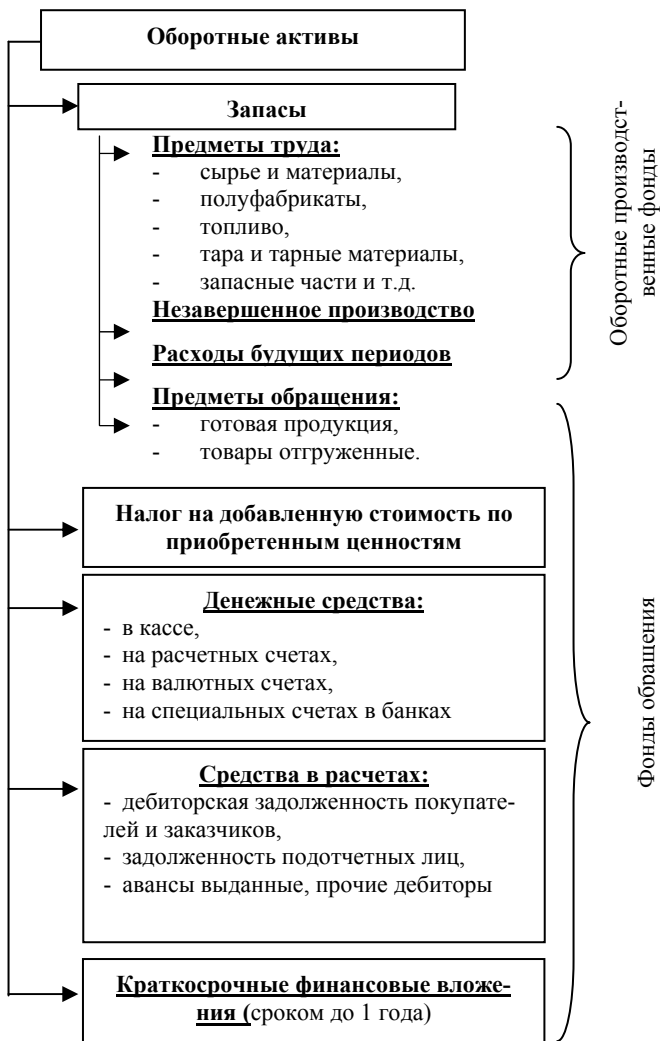 Оборотные активы
Запасы
Предметы труда:
- сырье и материалы,
- полуфабрикаты,
- топливо,
- тара и тарные материалы,
- запасные части и т.д.
Незавершенное производство
Расходы будущих периодов
Оборотные производст-
венные фонды
Предметы обращения:
- готовая продукция,
- товары отгруженные.
Налог на добавленную стоимость по
приобретенным ценностям
Денежные средства:
- в кассе,
- на расчетных счетах,
- на валютных счетах,
- на специальных счетах в банках
Средства в расчетах:
- дебиторская задолженность покупате-
лей и заказчиков,
- задолженность подотчетных лиц,
- авансы выданные, прочие дебиторы
Краткосрочные финансовые вложе-
ния (сроком до 1 года)
Фонды обращения